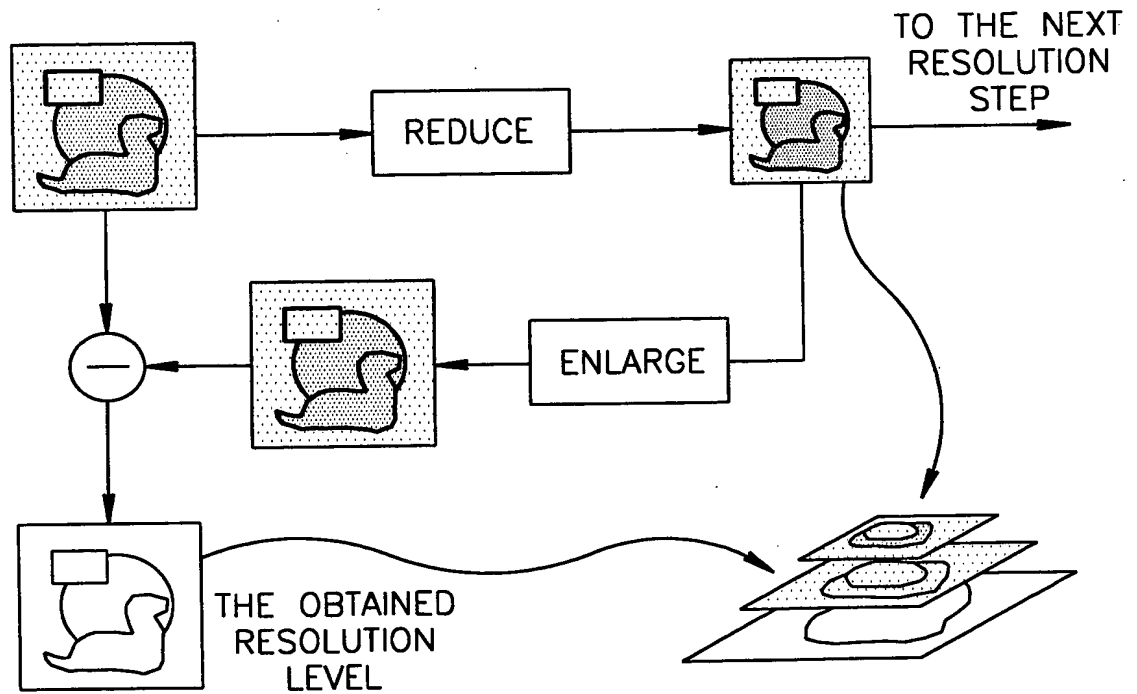 TO THE NEXT
RESOLUTION
STEP
REDUCE
ENLARGE
THE OBTAINED
RESOLUTION
LEVEL